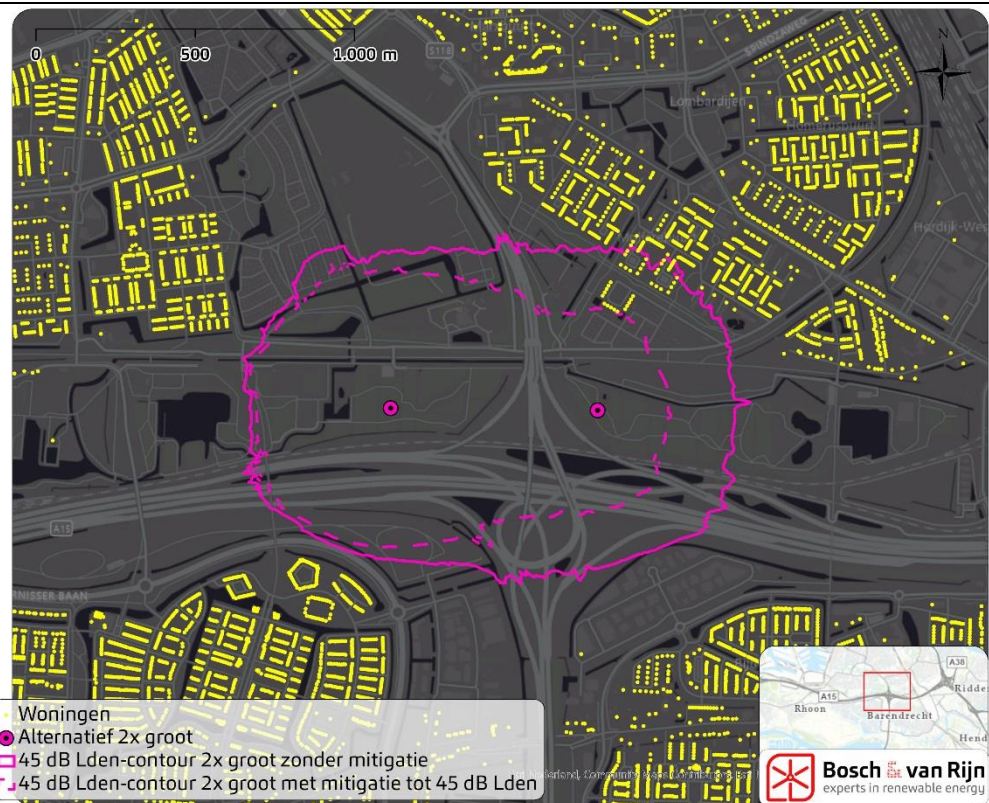 0 500 1.000 m
S118
SPINOZAWEG
N
Lombardijen
Hordijk-Wes
A15
RNISSER BAAN
Woningen
Alternatief 2x groot
45 dB Lden-contour 2x groot zonder mitigatie
45 dB Lden-contour 2x groot met mitigatie tot 45 dB Lden
A38
A15
Ridde
Rhoon
Barendrecht
Hend
Bosch & van Rijn
experts in renewable energy